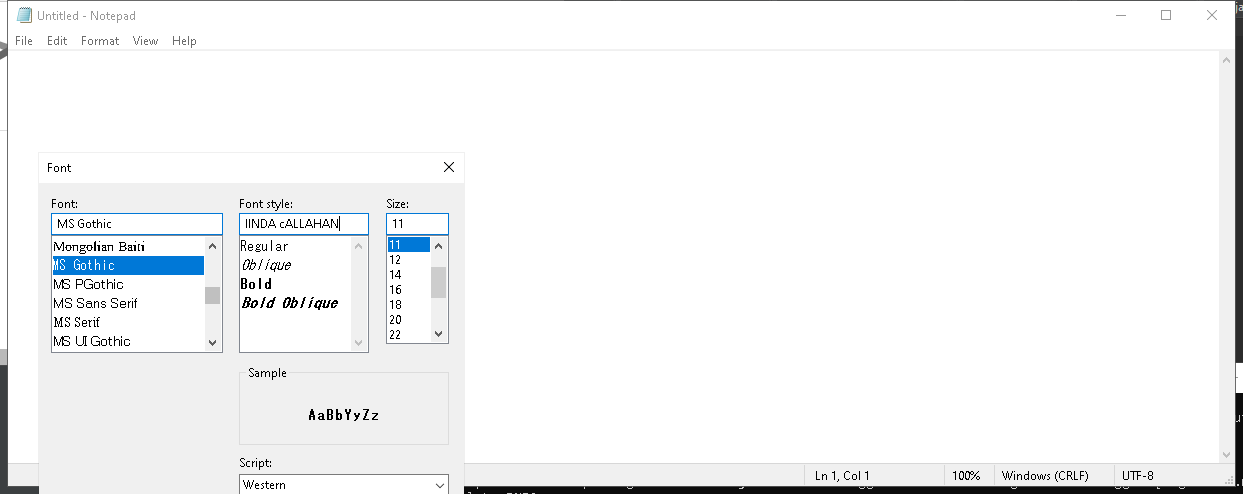 Untitled - Notepad
File Edit Format View Help
Font
Font: Font style: Size:
MS Gothic IINDA cALLAHAN 11
Mongolian Baiti Regular 11
MS Gothic Oblique 12
MS PGothic Bold 14
MS Sans Serif Bold Oblique 16
MS Serif 18
MS UI Gothic 20
22
Sample
AaBbYyZz
Script:
Western
Ln 1, Col 1 100% Windows (CRLF) UTF-8